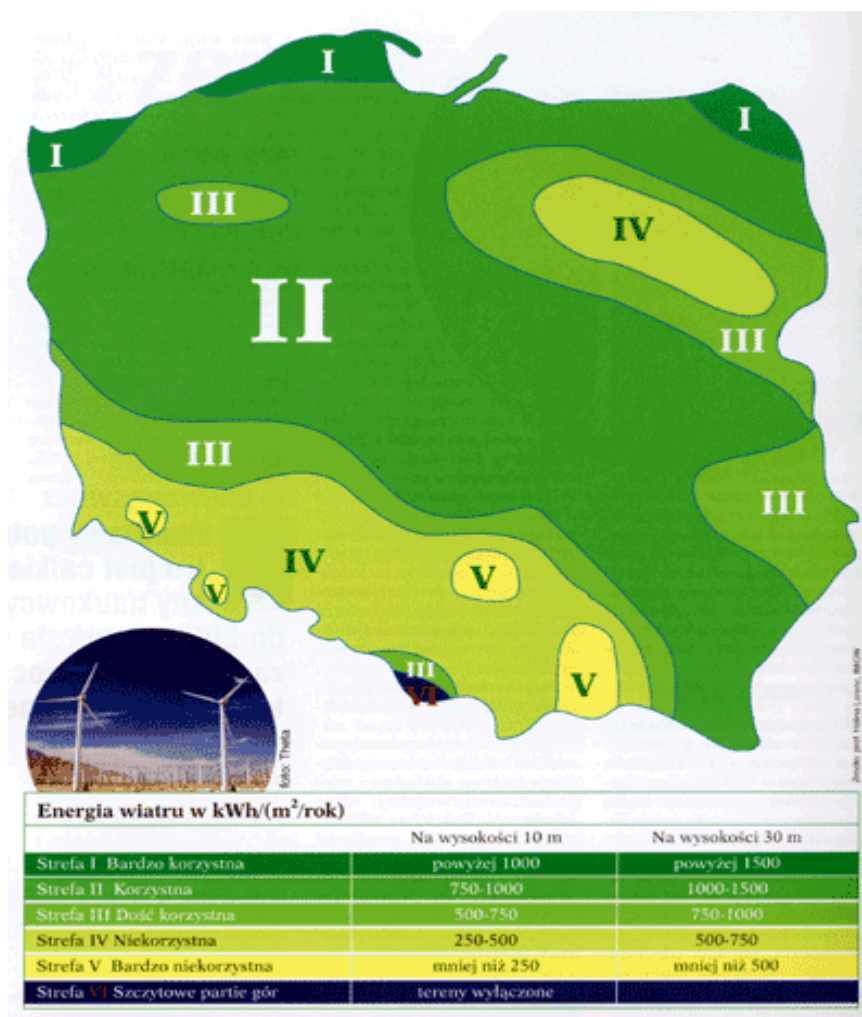 I
I
I
III
IV
II
III
III
III
V
IV
V
V
III
VI
V
foto: Theta
Energia wiatru w kWh/(m²/rok)
Na wysokości 10 m Na wysokości 30 m
Strefa I Bardzo korzystna powyżej 1000 powyżej 1500
Strefa II Korzystna 750-1000 1000-1500
Strefa III Dość korzystna 500-750 750-1000
Strefa IV Niekorzystna 250-500 500-750
Strefa V Bardzo niekorzystna mniej niż 250 mniej niż 500
Strefa VI Szczytowe partie gór tereny wyłączone